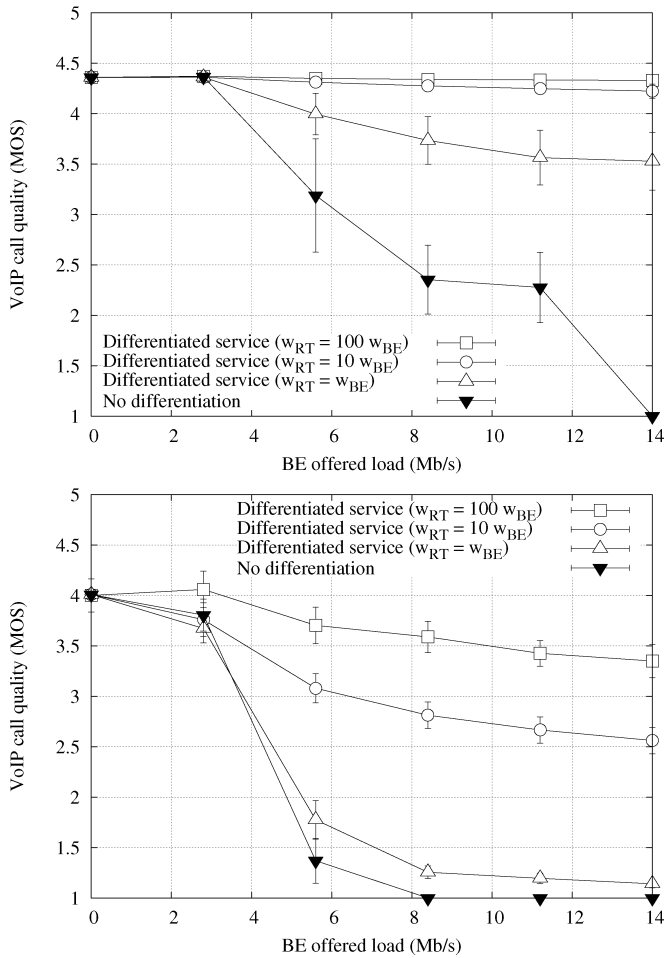 5
4.5
4
3.5
3
2.5
2
1.5
1
VoIP call quality (MOS)
Differentiated service (w_RT = 100 w_BE)
Differentiated service (w_RT = 10 w_BE)
Differentiated service (w_RT = w_BE)
No differentiation
0 2 4 6 8 10 12 14
BE offered load (Mb/s)
5
4.5
4
3.5
3
2.5
2
1.5
1
VoIP call quality (MOS)
Differentiated service (w_RT = 100 w_BE)
Differentiated service (w_RT = 10 w_BE)
Differentiated service (w_RT = w_BE)
No differentiation
0 2 4 6 8 10 12 14
BE offered load (Mb/s)